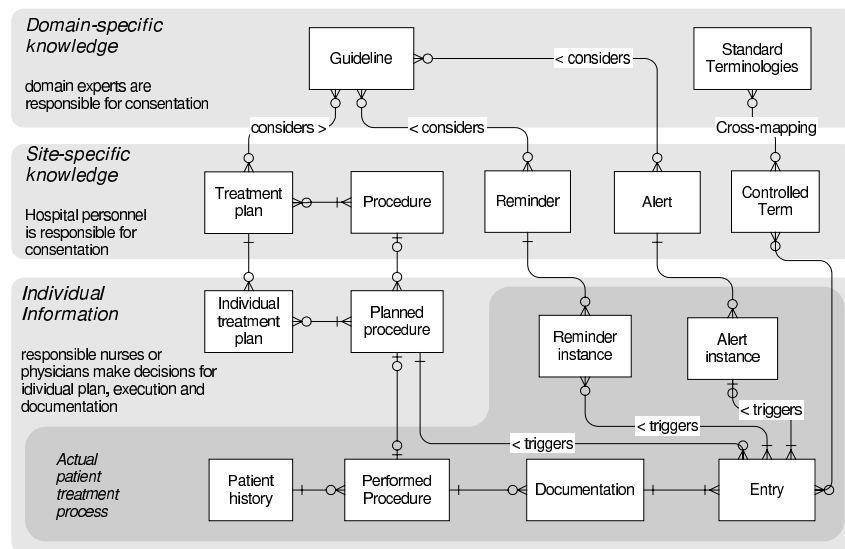 Domain-specific
knowledge
domain experts are
responsible for consentation
Guideline
< considers
Standard
Terminologies
considers >
< considers
Cross-mapping
Site-specific
knowledge
Hospital personnel
is responsible for
consentation
Treatment
plan
Procedure
Reminder
Alert
Controlled
Term
Individual
Information
responsible nurses or
physicians make decisions for
idividual plan, execution and
documentation
Individual
treatment
plan
Planned
procedure
Reminder
instance
Alert
instance
< triggers
< triggers
< triggers
Actual
patient
treatment
process
Patient
history
Performed
Procedure
Documentation
Entry